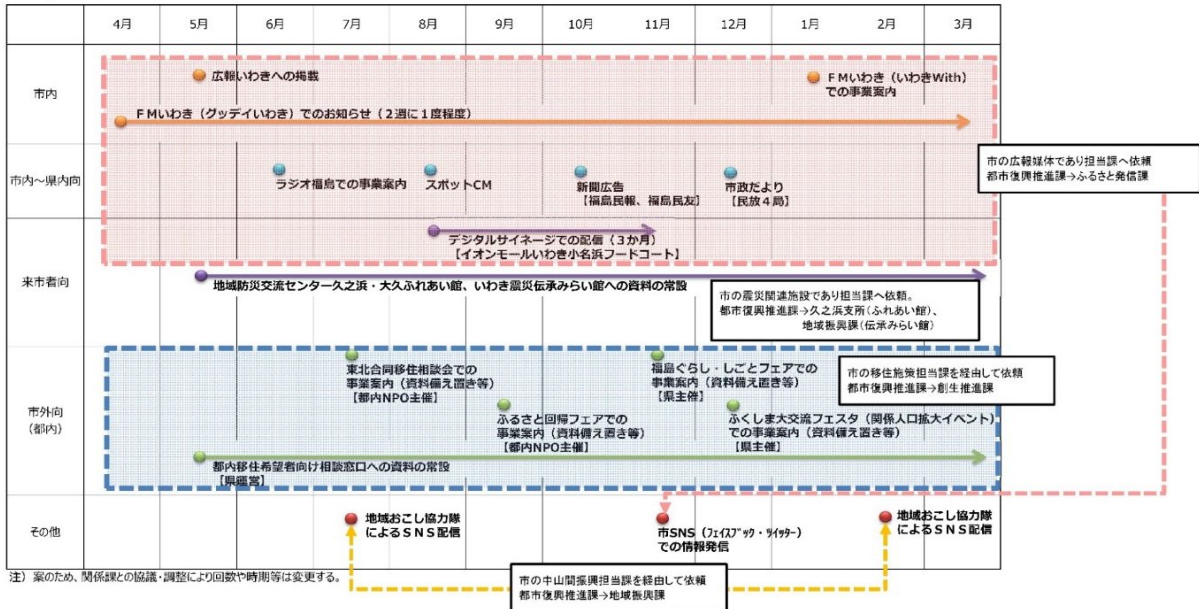 4月 5月 6月 7月 8月 9月 10月 11月 12月 1月 2月 3月
市内
広報いわきへの掲載
ＦＭいわき（いわきWith）
での事業案内
ＦＭいわき（グッデイいわき）でのお知らせ（２週に１度程度）
市の広報媒体であり担当課へ依頼
都市復興推進課→ふるさと発信課
市内～県内向
ラジオ福島での事業案内
スポットCM
新聞広告
【福島民報、福島民友】
市政だより
【民放４局】
来市者向
デジタルサイネージでの配信（３か月）
【イオンモールいわき小名浜フードコート】
地域防災交流センター久之浜・大久ふれあい館、いわき震災伝承みらい館への資料の常設
市の震災関連施設であり担当課へ依頼。
都市復興推進課→久之浜支所（ふれあい館）、
地域振興課（伝承みらい館）
市外向
（都内）
東北合同移住相談会での
事業案内（資料備え置き等）
【都内NPO主催】
福島ぐらし・しごとフェアでの
事業案内（資料備え置き等）
【県主催】
市の移住施策担当課を経由して依頼
都市復興推進課→創生推進課
ふるさと回帰フェアでの
事業案内（資料備え置き等）
【都内NPO主催】
ふくしま大交流フェスタ（関係人口拡大イベント）
での事業案内（資料備え置き等）
【県主催】
都内移住希望者向け相談窓口への資料の常設
【県運営】
その他
地域おこし協力隊
によるＳＮＳ配信
市SNS（フェイスブック・ツイッター）
での情報発信
地域おこし協力隊
によるＳＮＳ配信
注）案のため、関係課との協議・調整により回数や時期等は変更する。
市の中山間振興担当課を経由して依頼
都市復興推進課→地域振興課